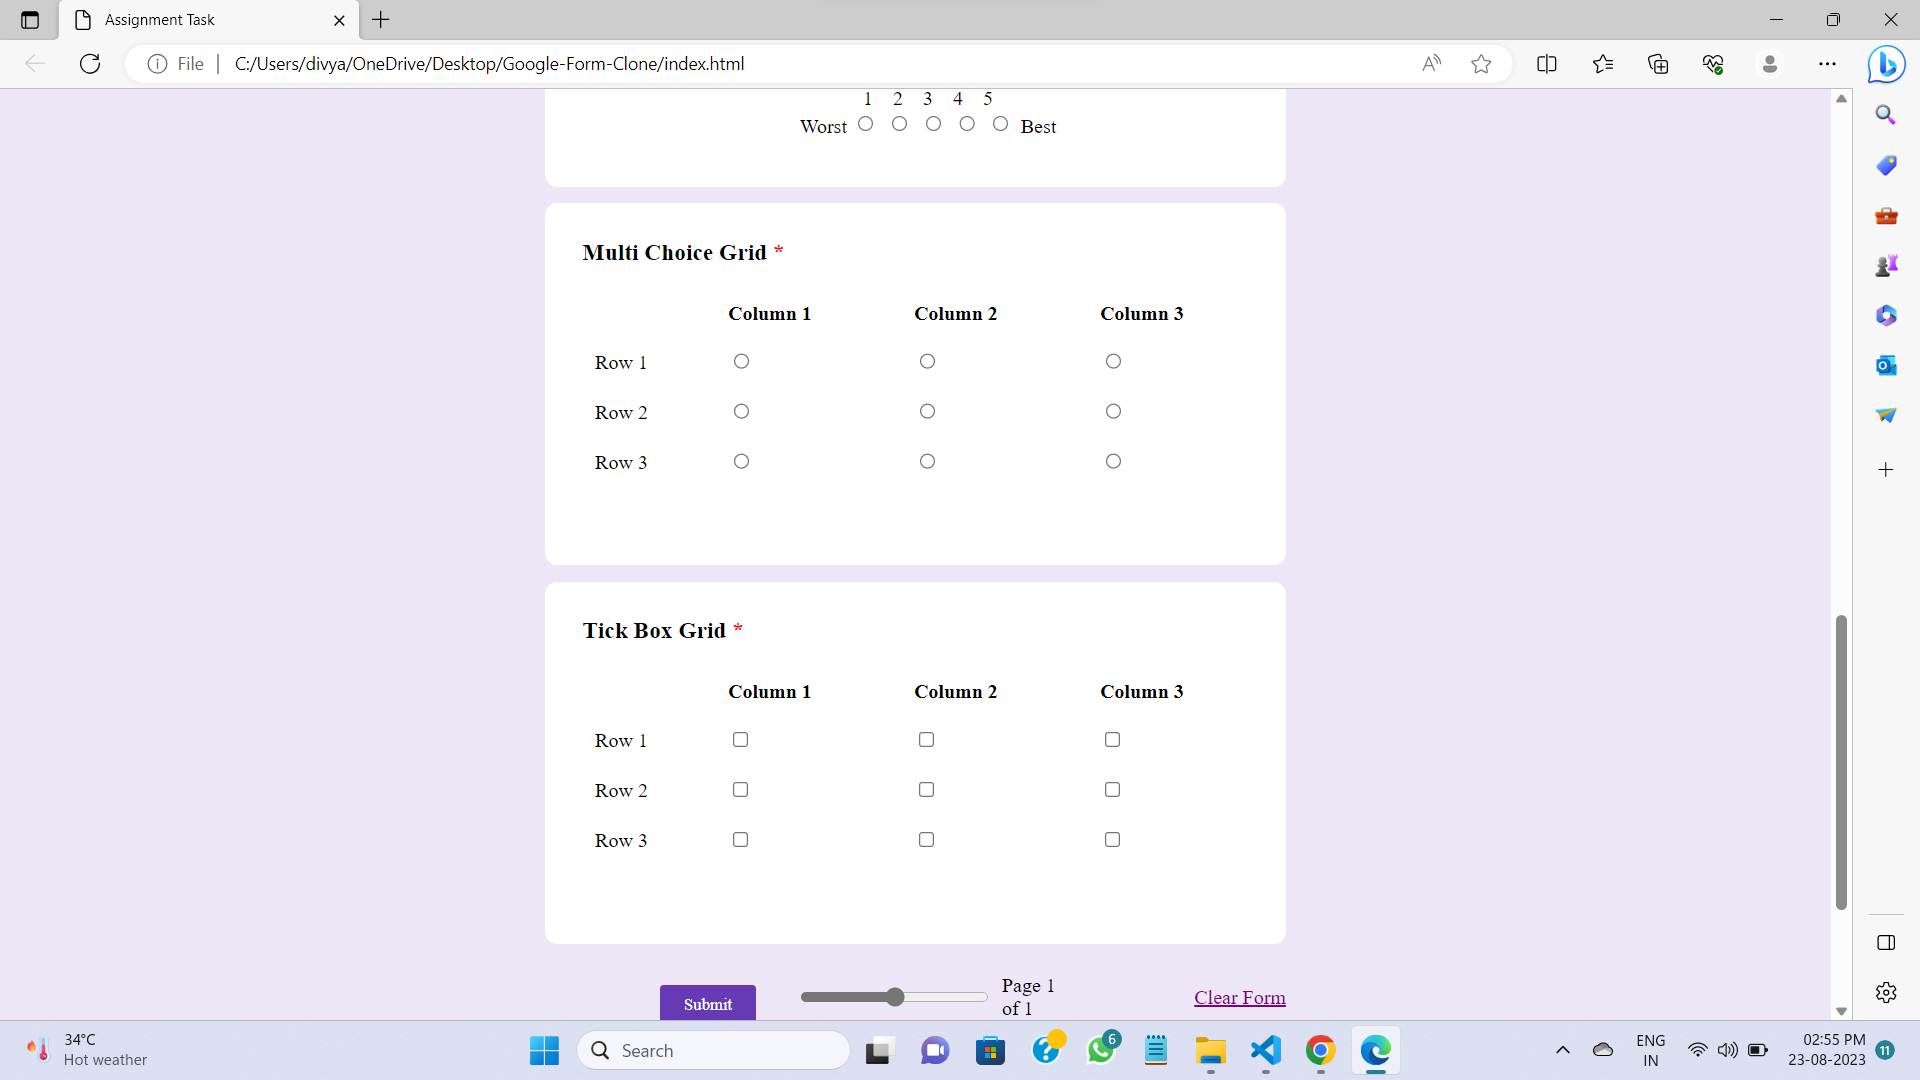 Assignment Task
File C:/Users/divya/OneDrive/Desktop/Google-Form-Clone/index.html
1 2 3 4 5
Worst Best
Multi Choice Grid *
Column 1 Column 2 Column 3
Row 1
Row 2
Row 3
Tick Box Grid *
Column 1 Column 2 Column 3
Row 1
Row 2
Row 3
Submit
Page 1
of 1
Clear Form
34°C
Hot weather
Search
6
ENG
IN
02:55 PM
23-08-2023
11